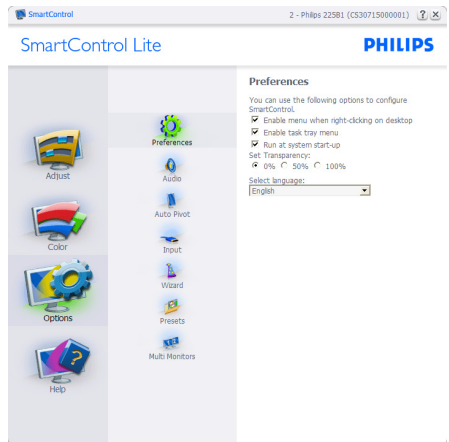 SmartControl
2 - Philips 225B1 (CS30715000001)
SmartControl Lite
PHILIPS
Adjust
Color
Options
Help
Preferences
Audio
Auto Pivot
Input
Wizard
Presets
Multi Monitors
Preferences
You can use the following options to configure
SmartControl.
Enable menu when right-clicking on desktop
Enable task tray menu
Run at system start-up
Set Transparency:
0% 50% 100%
Select language:
English